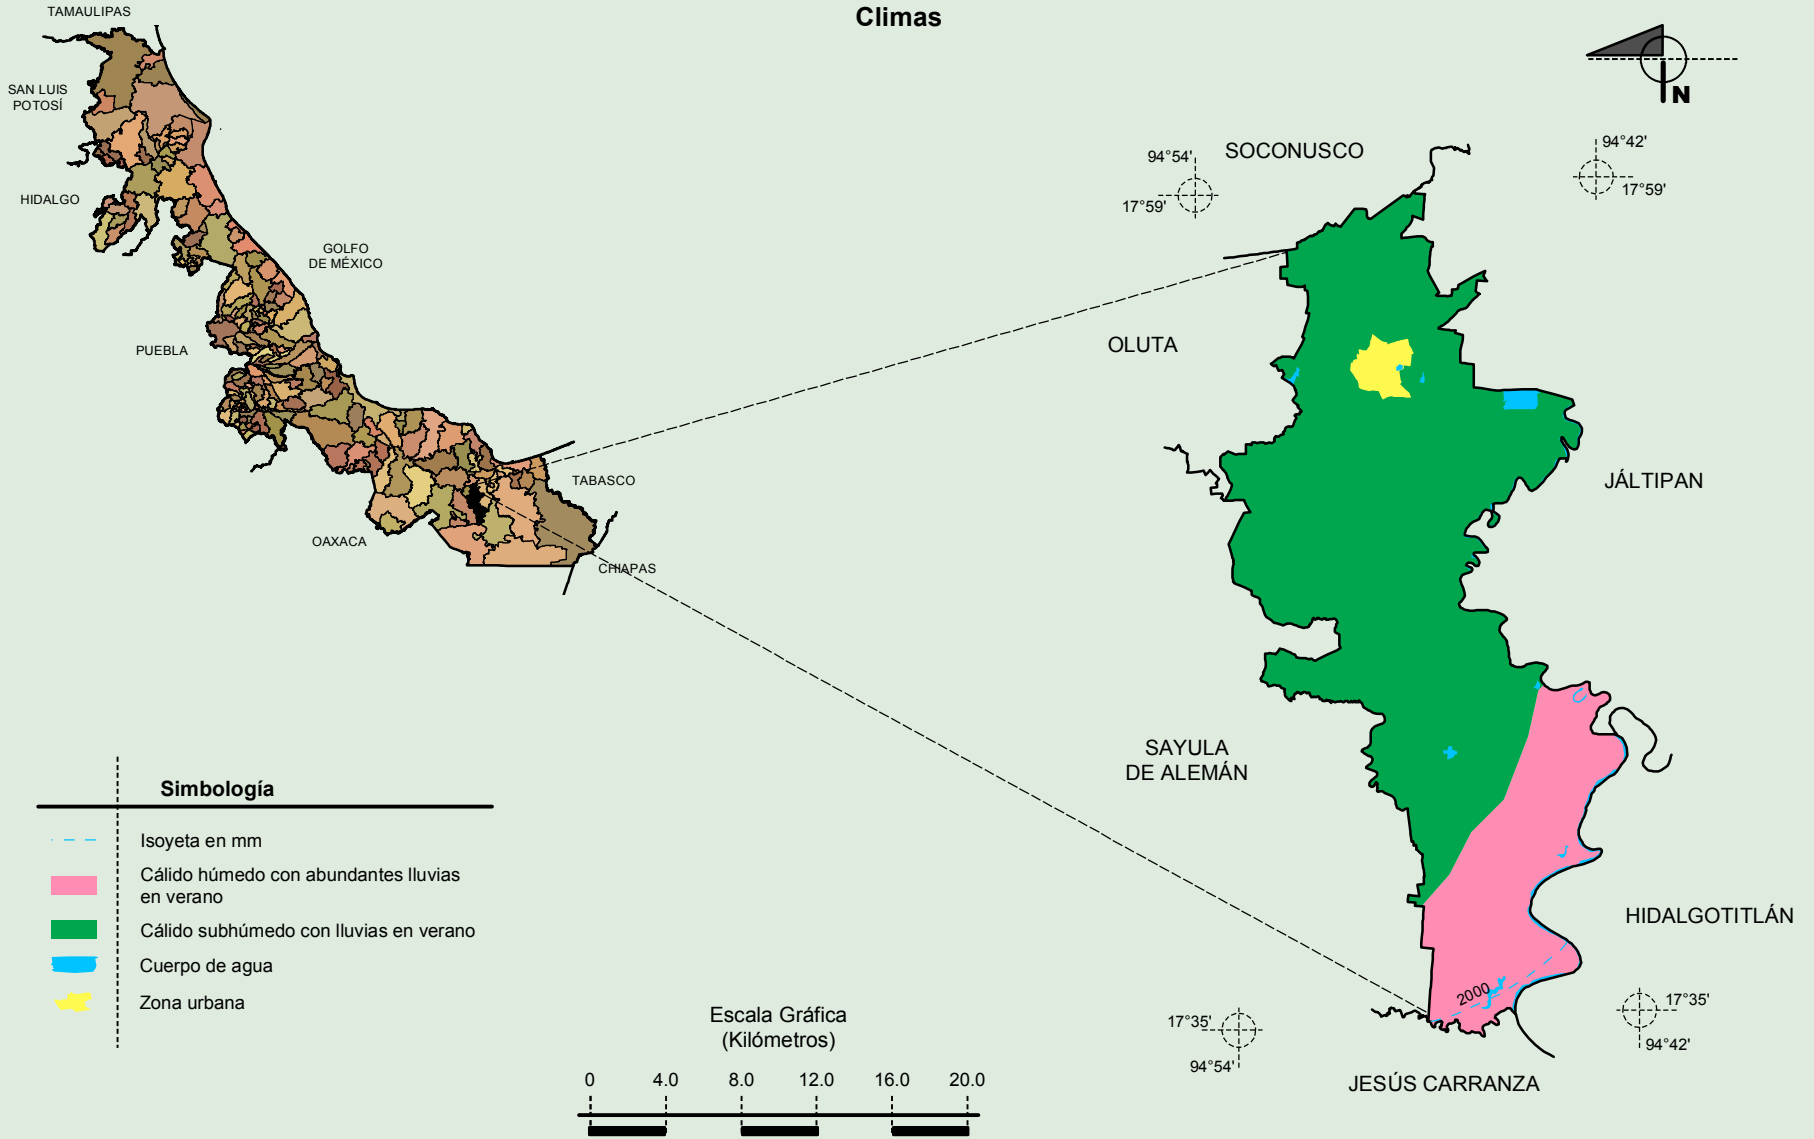 Climas
TAMAULIPAS
SAN LUIS
POTOSÍ
HIDALGO
GOLFO
DE MÉXICO
PUEBLA
OAXACA
TABASCO
CHIAPAS
N
94°54'
17°59'
SOCONUSCO
94°42'
17°59'
OLUTA
JÁLTIPAN
SAYULA
DE ALEMÁN
HIDALGOTITLÁN
2000
17°35'
94°54'
17°35'
94°42'
JESÚS CARRANZA
Simbología
Isoyeta en mm
Cálido húmedo con abundantes lluvias
en verano
Cálido subhúmedo con lluvias en verano
Cuerpo de agua
Zona urbana
Escala Gráfica
(Kilómetros)
0 4.0 8.0 12.0 16.0 20.0